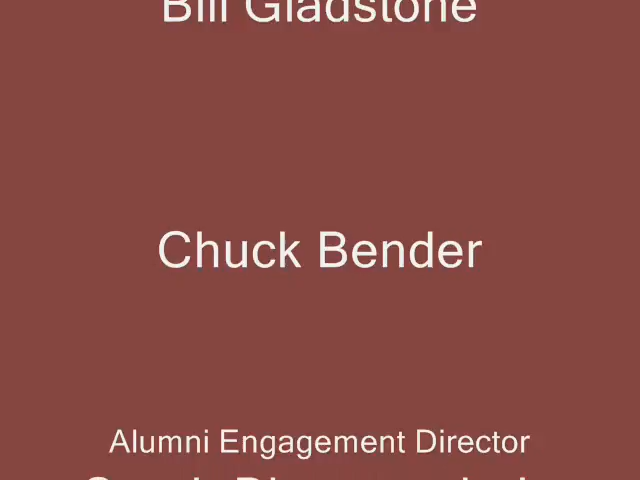 Bill Gladstone
Chuck Bender
Alumni Engagement Director